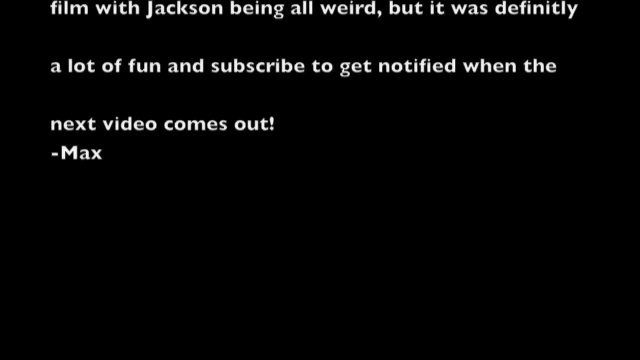 film with Jackson being all weird, but it was definitly
a lot of fun and subscribe to get notified when the
next video comes out!
-Max